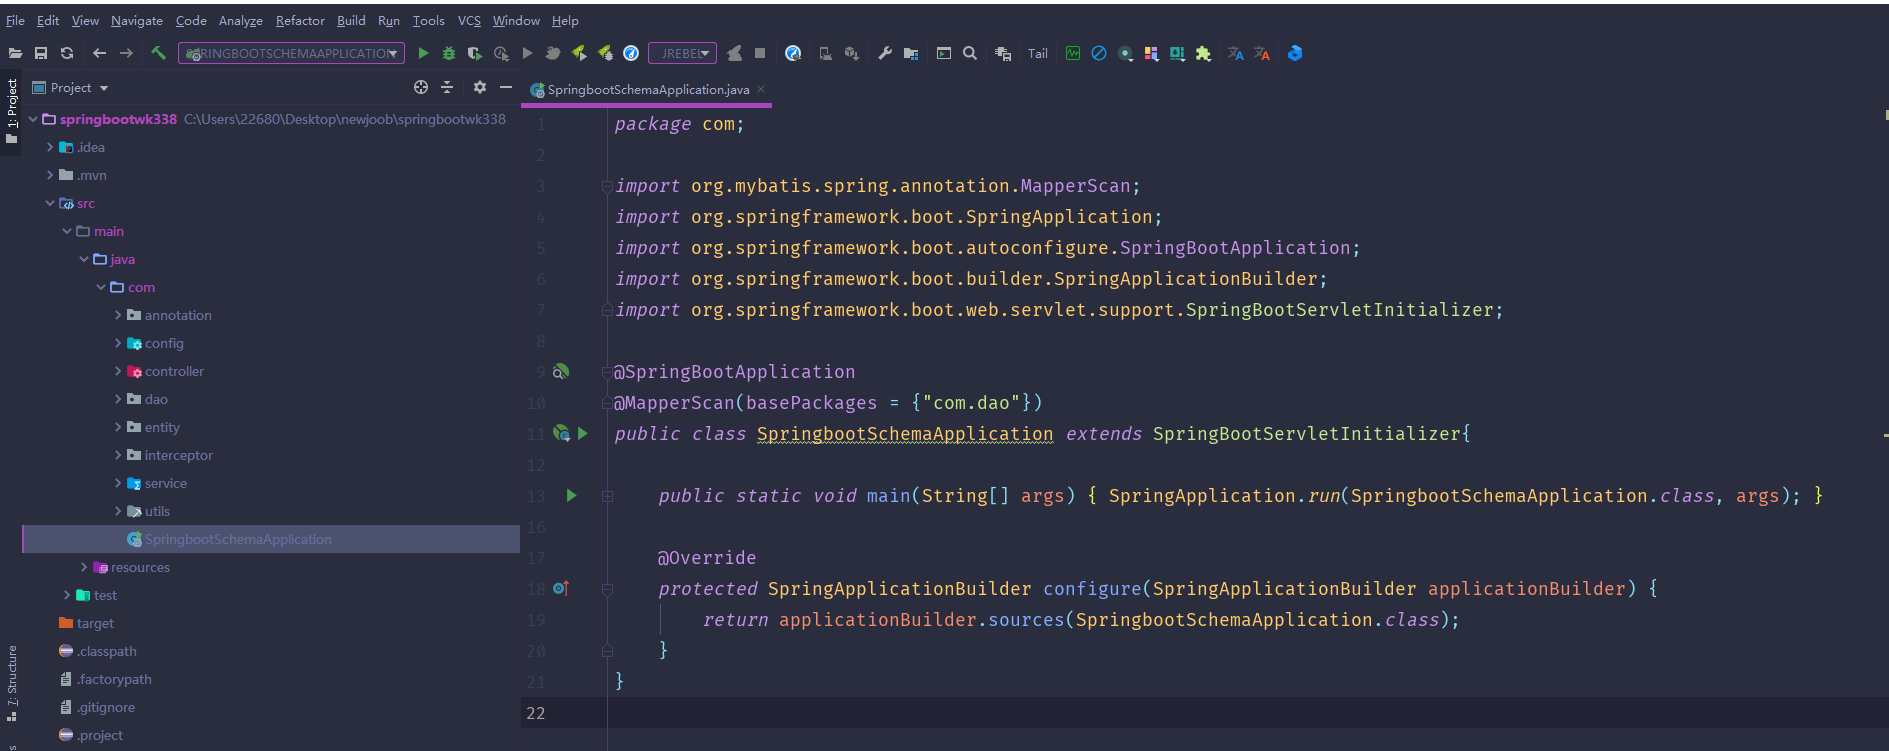 File Edit View Navigate Code Analyze Refactor Build Run Tools VCS Window Help
SPRINGBOOTSCHEMAAPPLICATION JREBEL Tail
1: Project
Project
SpringbootSchemaApplication.java
springbootwk338 C:\Users\22680\Desktop\newjoob\springbootwk338
.idea
.mvn
src
main
java
com
annotation
config
controller
dao
entity
interceptor
service
utils
SpringbootSchemaApplication
resources
test
target
.classpath
.factorypath
.gitignore
.project
7: Structure
1 package com;
2
3 import org.mybatis.spring.annotation.MapperScan;
4 import org.springframework.boot.SpringApplication;
5 import org.springframework.boot.autoconfigure.SpringBootApplication;
6 import org.springframework.boot.builder.SpringApplicationBuilder;
7 import org.springframework.boot.web.servlet.support.SpringBootServletInitializer;
8
9 @SpringBootApplication
10 @MapperScan(basePackages = {"com.dao"})
11 public class SpringbootSchemaApplication extends SpringBootServletInitializer{
12
13 public static void main(String[] args) { SpringApplication.run(SpringbootSchemaApplication.class, args); }
16
17 @Override
18 protected SpringApplicationBuilder configure(SpringApplicationBuilder applicationBuilder) {
19 return applicationBuilder.sources(SpringbootSchemaApplication.class);
20 }
21 }
22